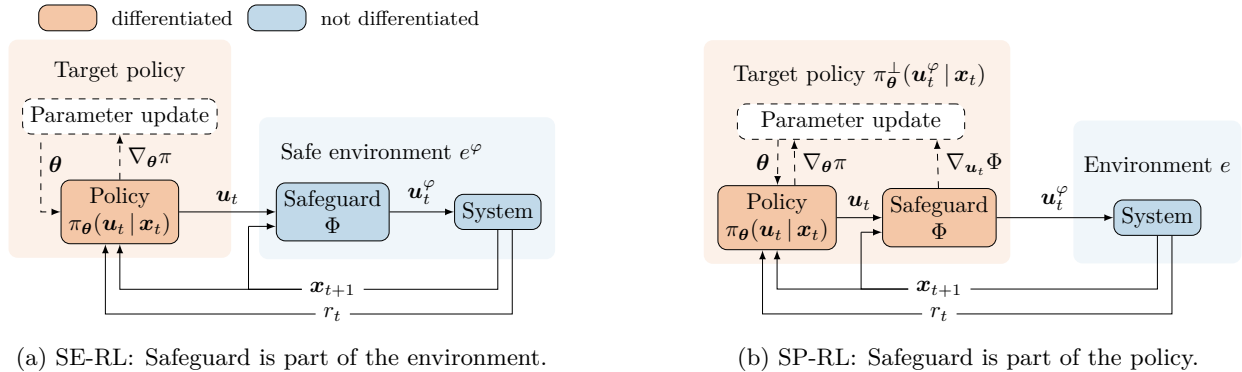 differentiated
not differentiated
Target policy
Parameter update
θ
∇θπ
Policy
πθ(ut | xt)
ut
Safe environment eφ
Safeguard
Φ
utφ
System
xt+1
rt
(a) SE-RL: Safeguard is part of the environment.
Target policy πθ⊥(utφ | xt)
Parameter update
θ
∇θπ
∇utΦ
Policy
πθ(ut | xt)
ut
Safeguard
Φ
utφ
Environment e
System
xt+1
rt
(b) SP-RL: Safeguard is part of the policy.